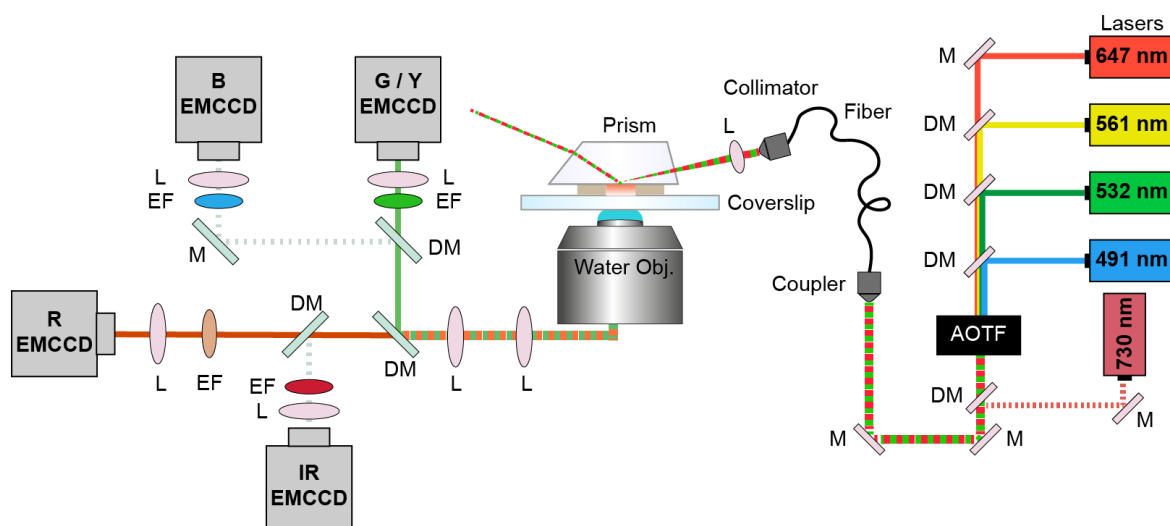 Lasers
B
EMCCD
G / Y
EMCCD
M
647 nm
Collimator
Fiber
Prism
L
DM
561 nm
L
EF
L
EF
DM
532 nm
Coverslip
M
DM
Water Obj.
DM
491 nm
Coupler
R
EMCCD
DM
AOTF
730 nm
L
EF
DM
L
L
EF
L
DM
M
M
M
IR
EMCCD